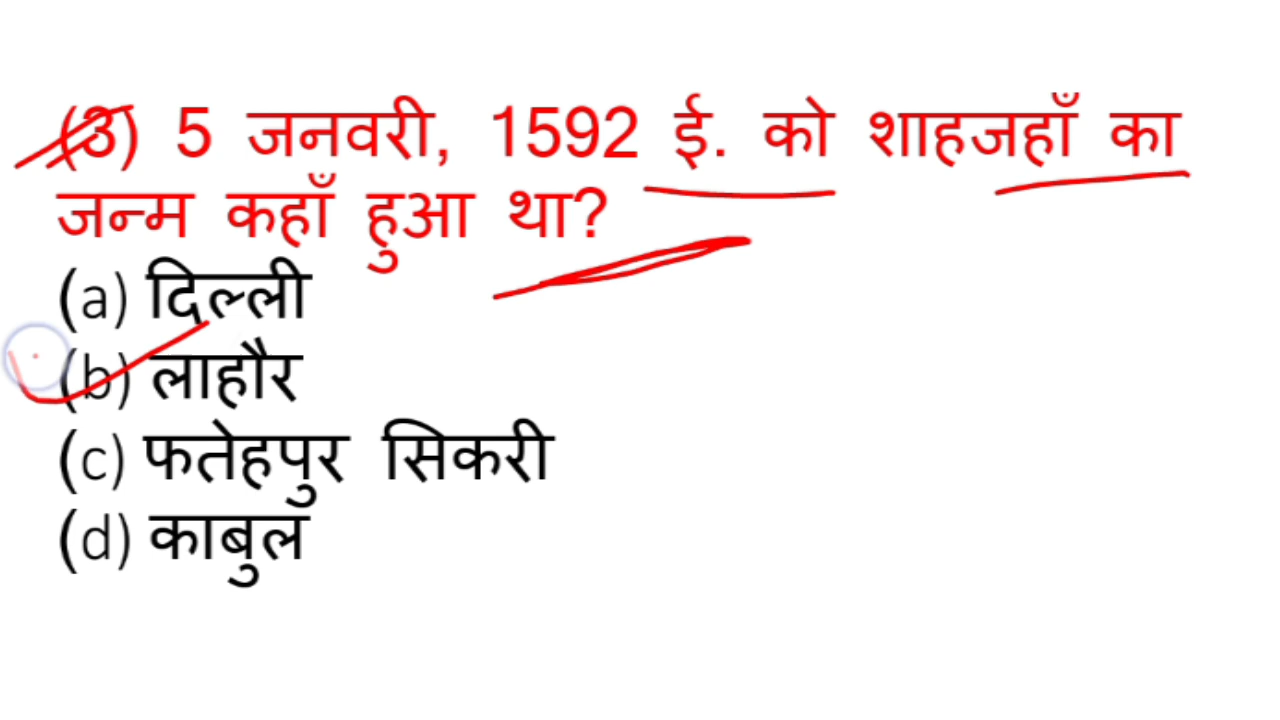 (3) 5 जनवरी, 1592 ई. को शाहजहाँ का
जन्म कहाँ हुआ था?
(a) दिल्ली
(b) लाहौर
(c) फतेहपुर सिकरी
(d) काबुल